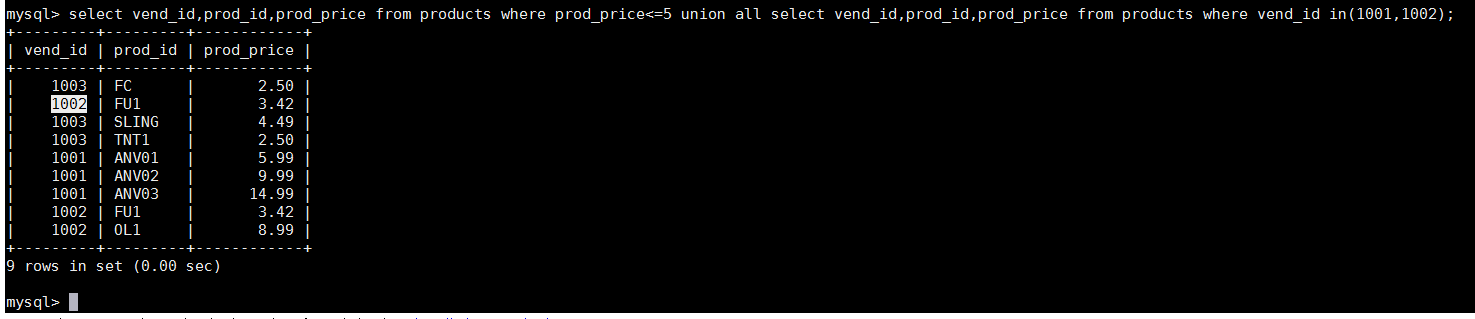 mysql> select vend_id,prod_id,prod_price from products where prod_price<=5 union all select vend_id,prod_id,prod_price from products where vend_id in(1001,1002);
+---------+---------+------------+
| vend_id | prod_id | prod_price |
+---------+---------+------------+
|    1003 | FC      |       2.50 |
|    1002 | FU1     |       3.42 |
|    1003 | SLING   |       4.49 |
|    1003 | TNT1    |       2.50 |
|    1001 | ANV01   |       5.99 |
|    1001 | ANV02   |       9.99 |
|    1001 | ANV03   |      14.99 |
|    1002 | FU1     |       3.42 |
|    1002 | OL1     |       8.99 |
+---------+---------+------------+
9 rows in set (0.00 sec)
mysql>